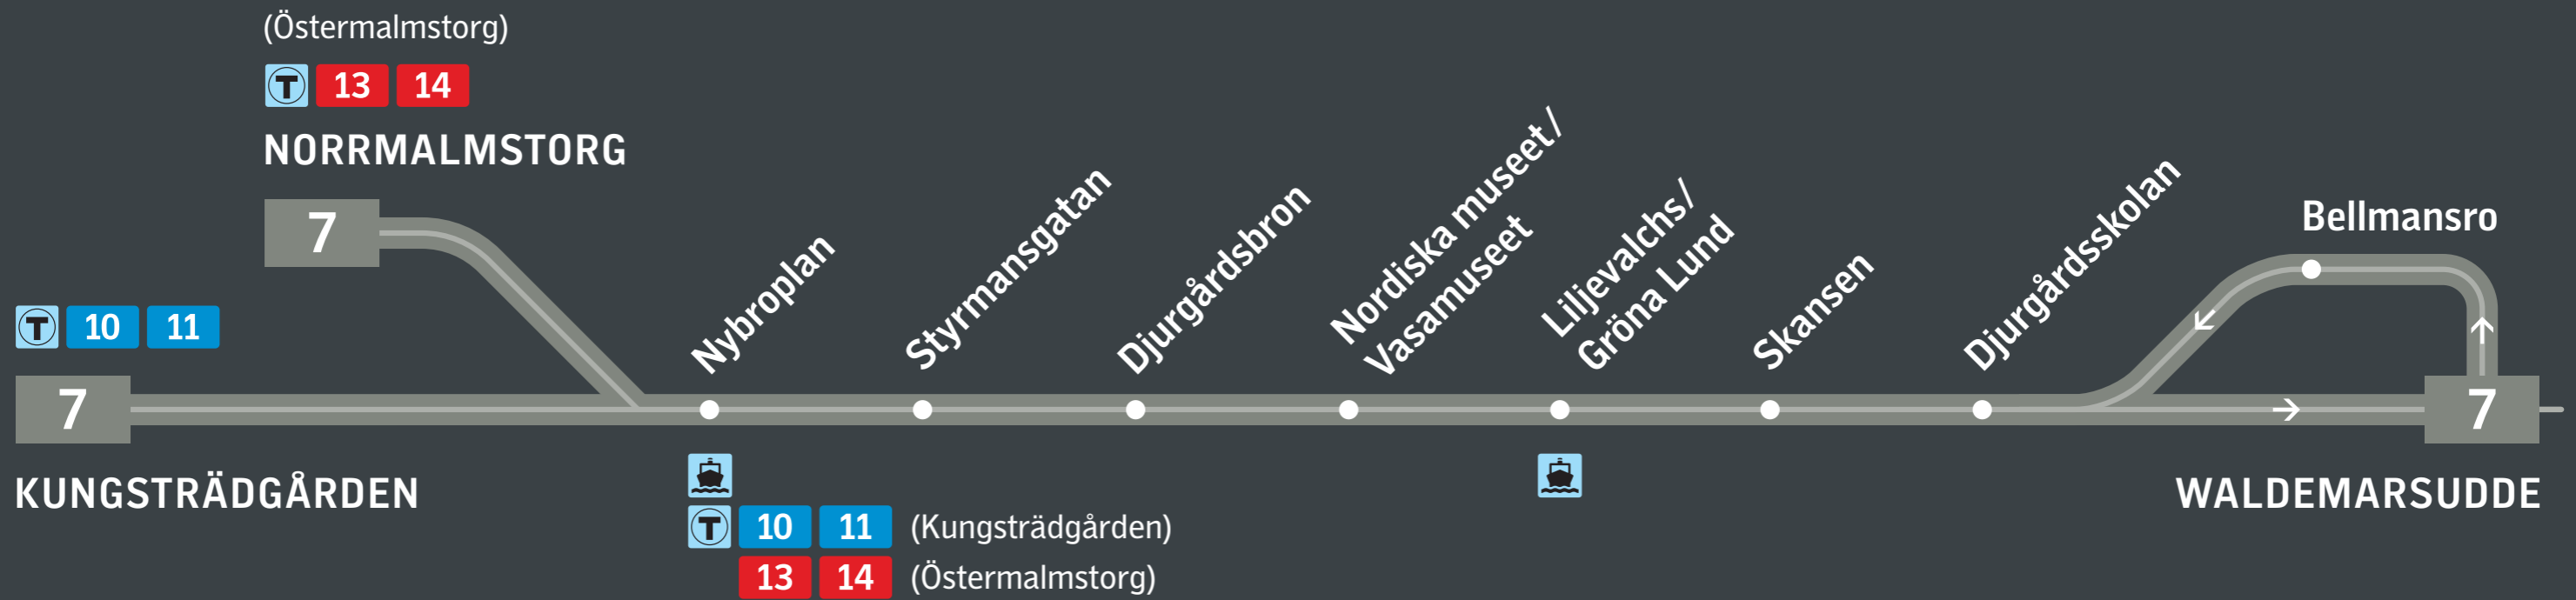 (Östermalmstorg)
T 13 14
NORRMALMSTORG
7
T 10 11
7
KUNGSTRÄDGÅRDEN
Nybroplan
Styrmansgatan
Djurgårdsbron
Nordiska museet/
Vasamuseet
Liljevalchs/
Gröna Lund
Skansen
Djurgårdsskolan
Bellmansro
7
WALDEMARSUDDE
T 10 11 (Kungsträdgården)
13 14 (Östermalmstorg)